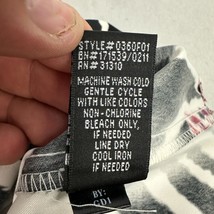 STYLE# 0360F01
BN#171539/0211
RN# 31310
MACHINE WASH COLD
GENTLE CYCLE
WITH LIKE COLORS
NON-CHLORINE
BLEACH ONLY,
IF NEEDED
LINE DRY
COOL IRON
IF NEEDED
BY: